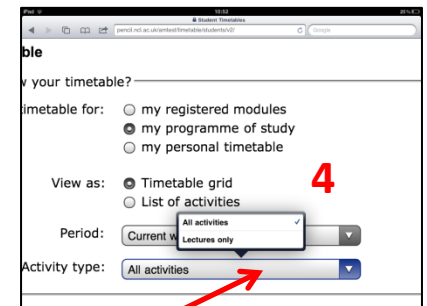 iPad 10:52 20%
Student Timetables
pencil.ncl.ac.uk/amtest/timetable/students/v2/ Google
ble
your timetable?
imetable for: my registered modules
my programme of study
my personal timetable
View as: Timetable grid
4
List of activities
All activities ✓
Period: Current w
Lectures only
Activity type: All activities